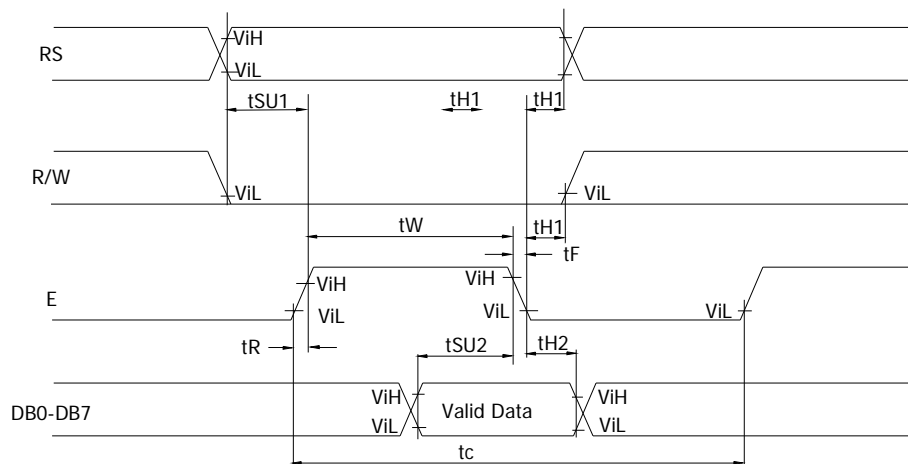 ViH
RS
ViL
tSU1 tH1 tH1
R/W
ViL ViL
tW tH1
tF
ViH ViH
E
ViL ViL ViL
tR tSU2 tH2
ViH ViH
DB0-DB7 Valid Data
ViL ViL
tc